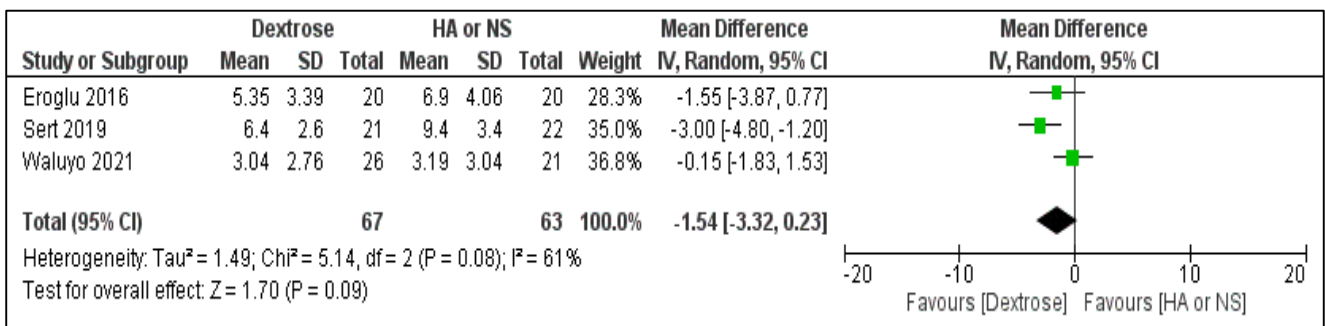 Dextrose HA or NS Mean Difference Mean Difference
Study or Subgroup Mean SD Total Mean SD Total Weight IV, Random, 95% CI IV, Random, 95% CI
Eroglu 2016 5.35 3.39 20 6.9 4.06 20 28.3% -1.55 [-3.87, 0.77]
Sert 2019 6.4 2.6 21 9.4 3.4 22 35.0% -3.00 [-4.80, -1.20]
Waluyo 2021 3.04 2.76 26 3.19 3.04 21 36.8% -0.15 [-1.83, 1.53]
Total (95% CI) 67 63 100.0% -1.54 [-3.32, 0.23]
Heterogeneity: Tau² = 1.49; Chi² = 5.14, df = 2 (P = 0.08); I² = 61%
Test for overall effect: Z = 1.70 (P = 0.09)
-20 -10 0 10 20
Favours [Dextrose] Favours [HA or NS]